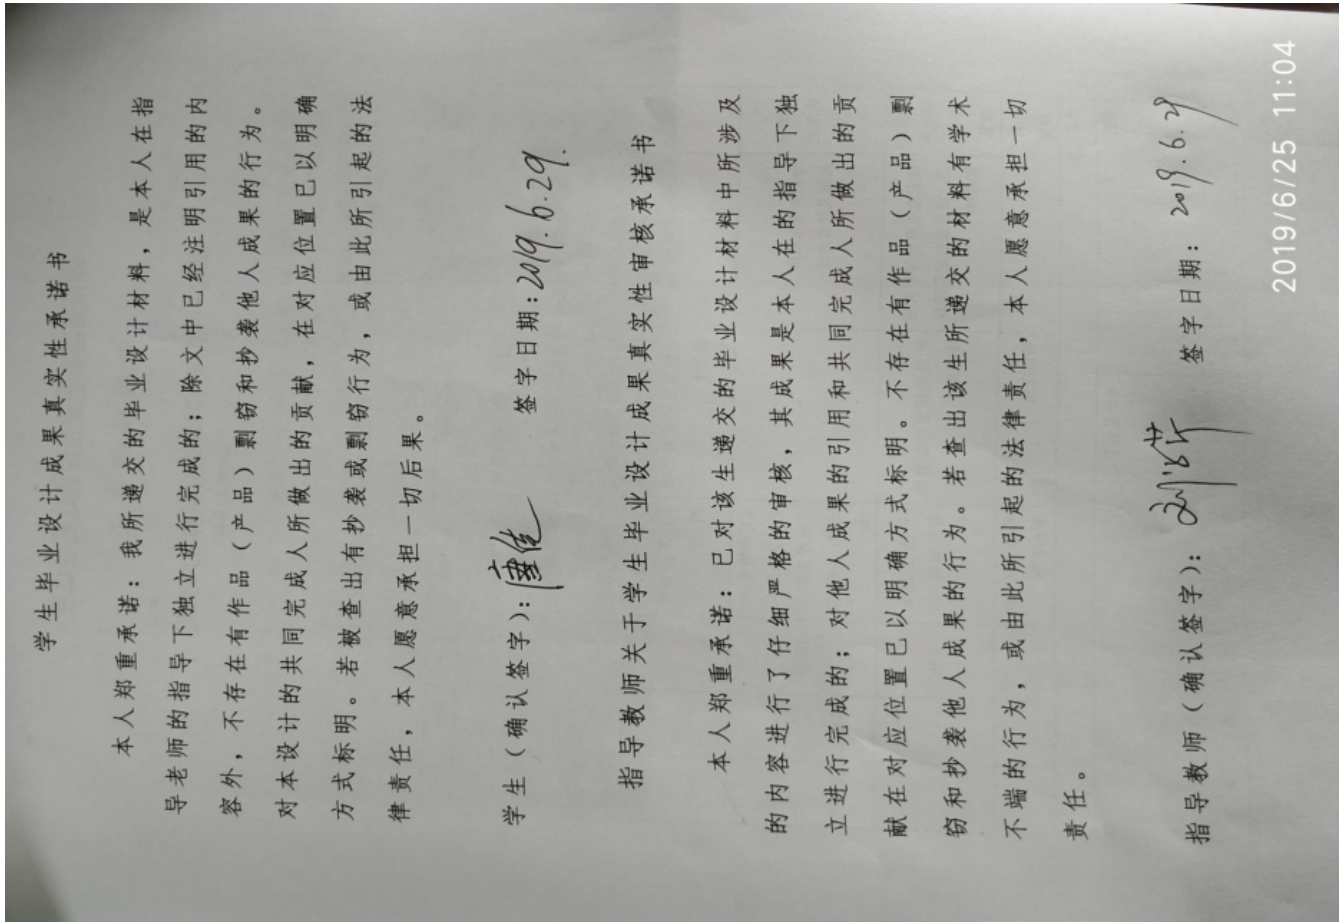 学生毕业设计成果真实性承诺书
本人郑重承诺：我所递交的毕业设计材料，是本人在指
导老师的指导下独立进行完成的；除文中已经注明引用的内
容外，不存在有作品（产品）剽窃和抄袭他人成果的行为。
对本设计的共同完成人所做出的贡献，在对应位置已以明确
方式标明。若被查出有抄袭或剽窃行为，或由此所引起的法
律责任，本人愿意承担一切后果。
学生（确认签字）：唐佳 签字日期：2019.6.29.
指导教师关于学生毕业设计成果真实性审核承诺书
本人郑重承诺：已对该生递交的毕业设计材料中所涉及
的内容进行了仔细严格的审核，其成果是本人在的指导下独
立进行完成的；对他人成果的引用和共同完成人所做出的贡
献在对应位置已以明确方式标明。不存在有作品（产品）剽
窃和抄袭他人成果的行为。若查出该生所递交的材料有学术
不端的行为，或由此所引起的法律责任，本人愿意承担一切
责任。
指导教师（确认签字）： 签字日期：2019.6.29
2019/6/25 11:04